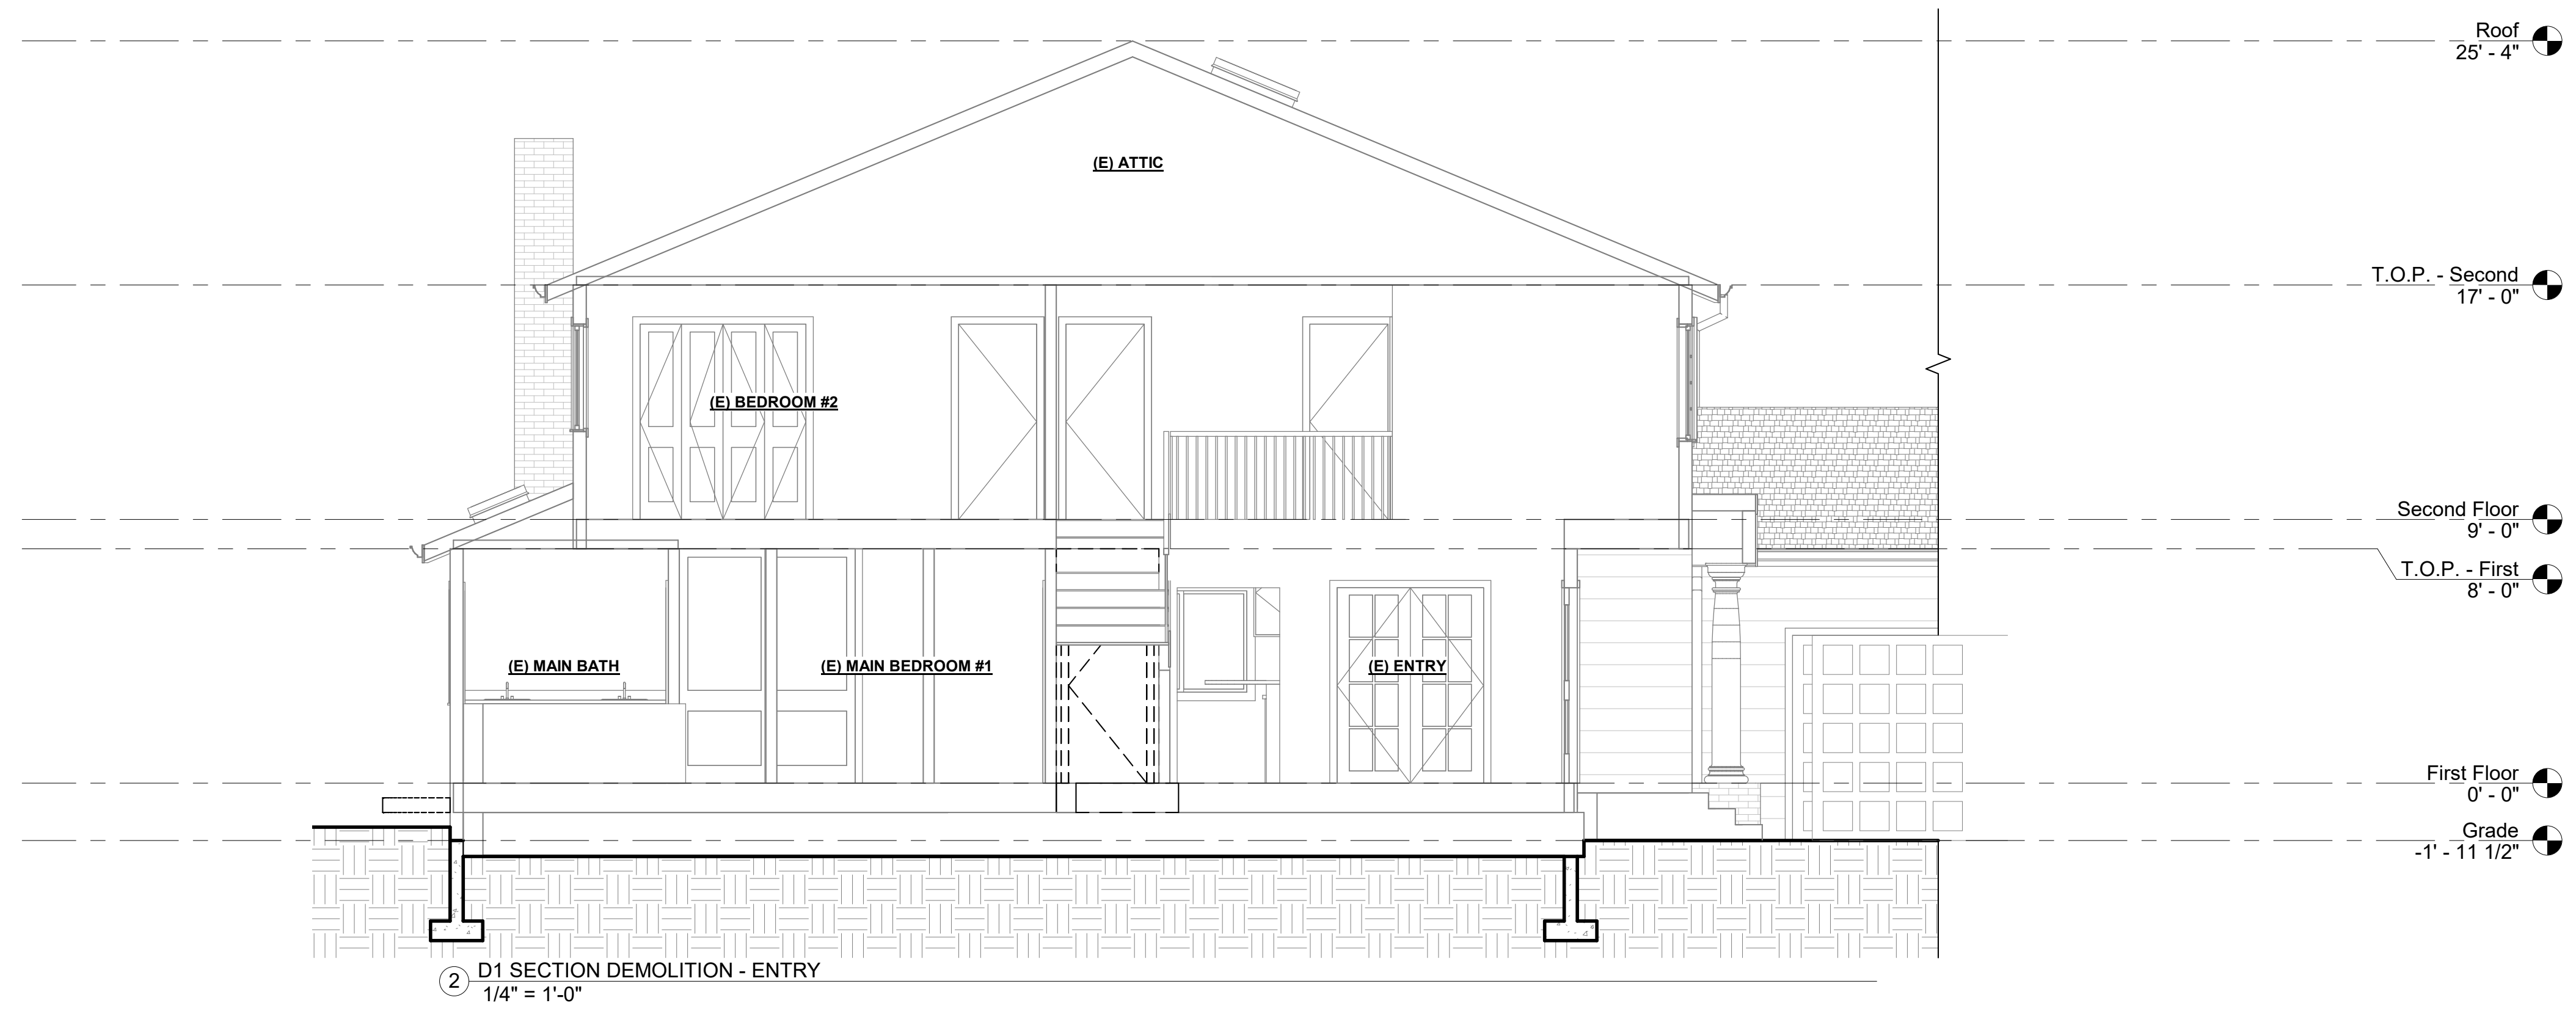 Roof
25' - 4"
(E) ATTIC
T.O.P. - Second
17' - 0"
(E) BEDROOM #2
Second Floor
9' - 0"
T.O.P. - First
8' - 0"
(E) MAIN BATH
(E) MAIN BEDROOM #1
(E) ENTRY
First Floor
0' - 0"
Grade
-1' - 11 1/2"
2
D1 SECTION DEMOLITION - ENTRY
1/4" = 1'-0"